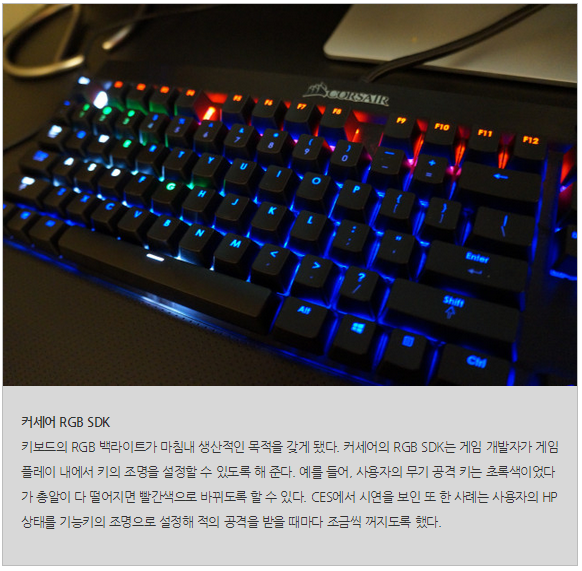 CORSAIR
F5
F6
F7
F8
F9
F10
F11
F12
6
7
8
9
0
T
Y
U
I
O
P
G
H
J
K
L
Enter
C
V
B
N
M
Shift
Alt
Ctrl
커세어 RGB SDK
키보드의 RGB 백라이트가 마침내 생산적인 목적을 갖게 됐다. 커세어의 RGB SDK는 게임 개발자가 게임
플레이 내에서 키의 조명을 설정할 수 있도록 해 준다. 예를 들어, 사용자의 무기 공격 키는 초록색이었다
가 총알이 다 떨어지면 빨간색으로 바뀌도록 할 수 있다. CES에서 시연을 보인 또 한 사례는 사용자의 HP
상태를 기능키의 조명으로 설정해 적의 공격을 받을 때마다 조금씩 꺼지도록 했다.